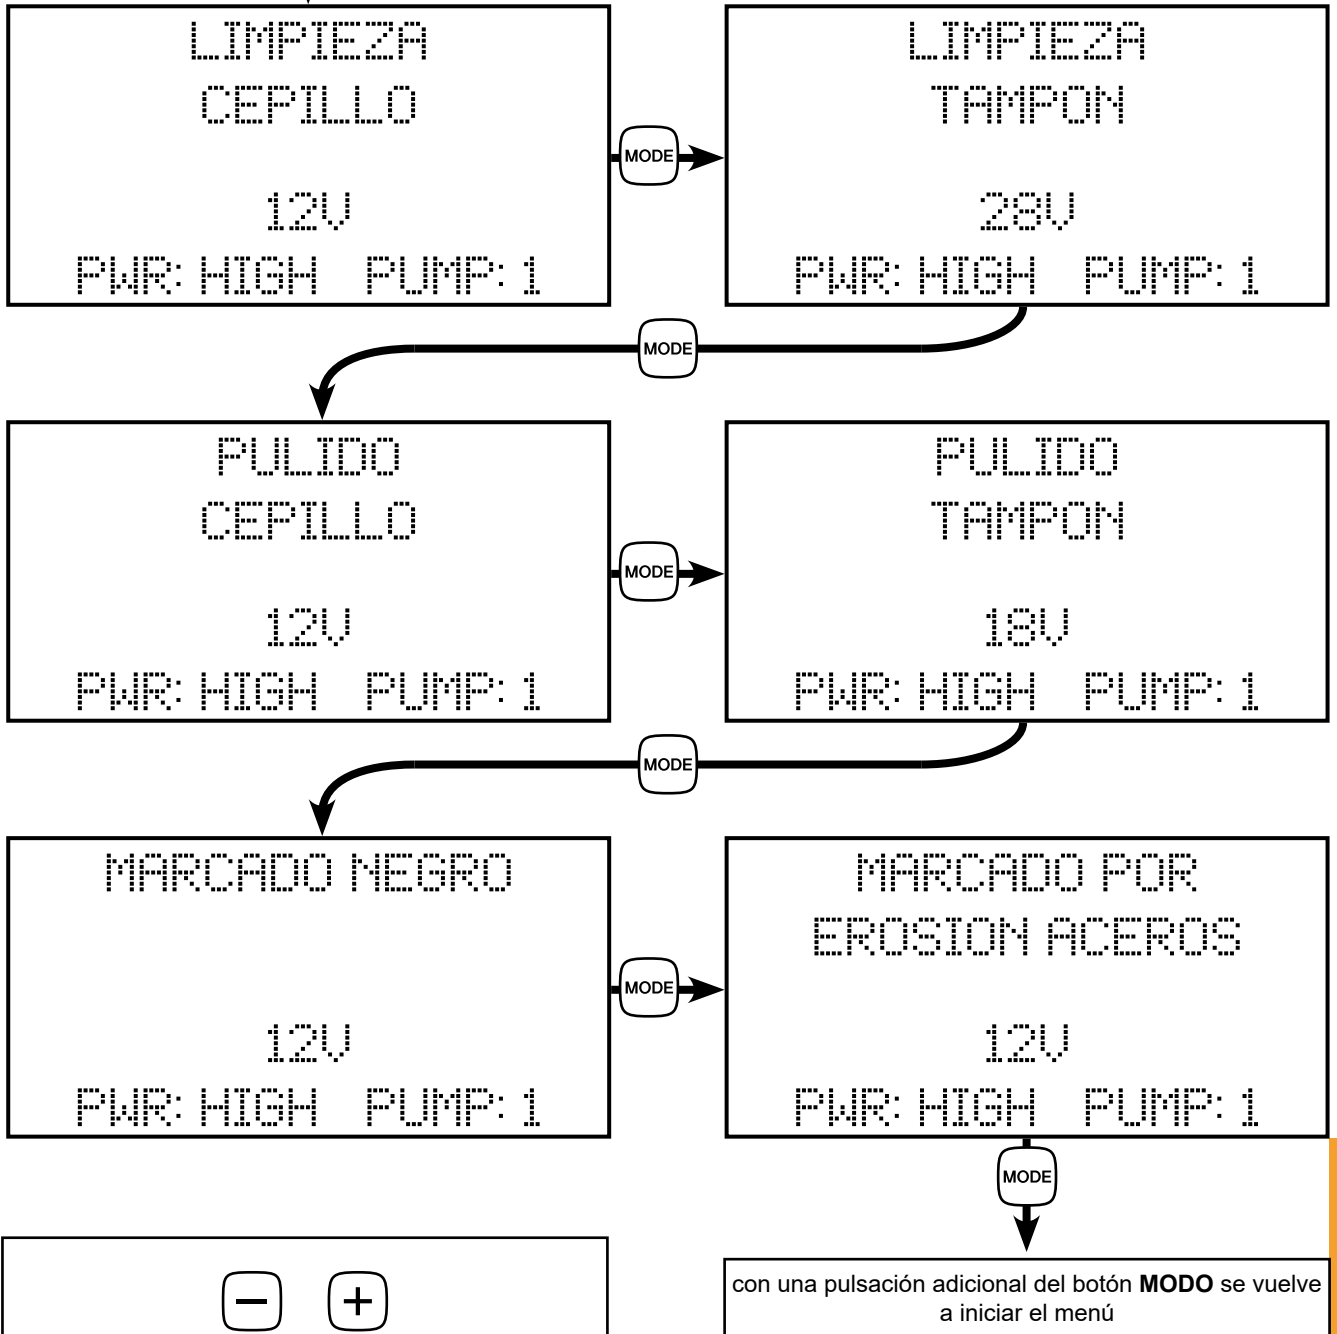 LIMPIEZA
CEPILLO
12V
PWR: HIGH PUMP: 1
MODE
LIMPIEZA
TAMPON
28V
PWR: HIGH PUMP: 1
MODE
PULIDO
CEPILLO
12V
PWR: HIGH PUMP: 1
MODE
PULIDO
TAMPON
18V
PWR: HIGH PUMP: 1
MODE
MARCADO NEGRO
12V
PWR: HIGH PUMP: 1
MODE
MARCADO POR
EROSION ACEROS
12V
PWR: HIGH PUMP: 1
MODE
− +
con una pulsación adicional del botón MODO se vuelve
a iniciar el menú